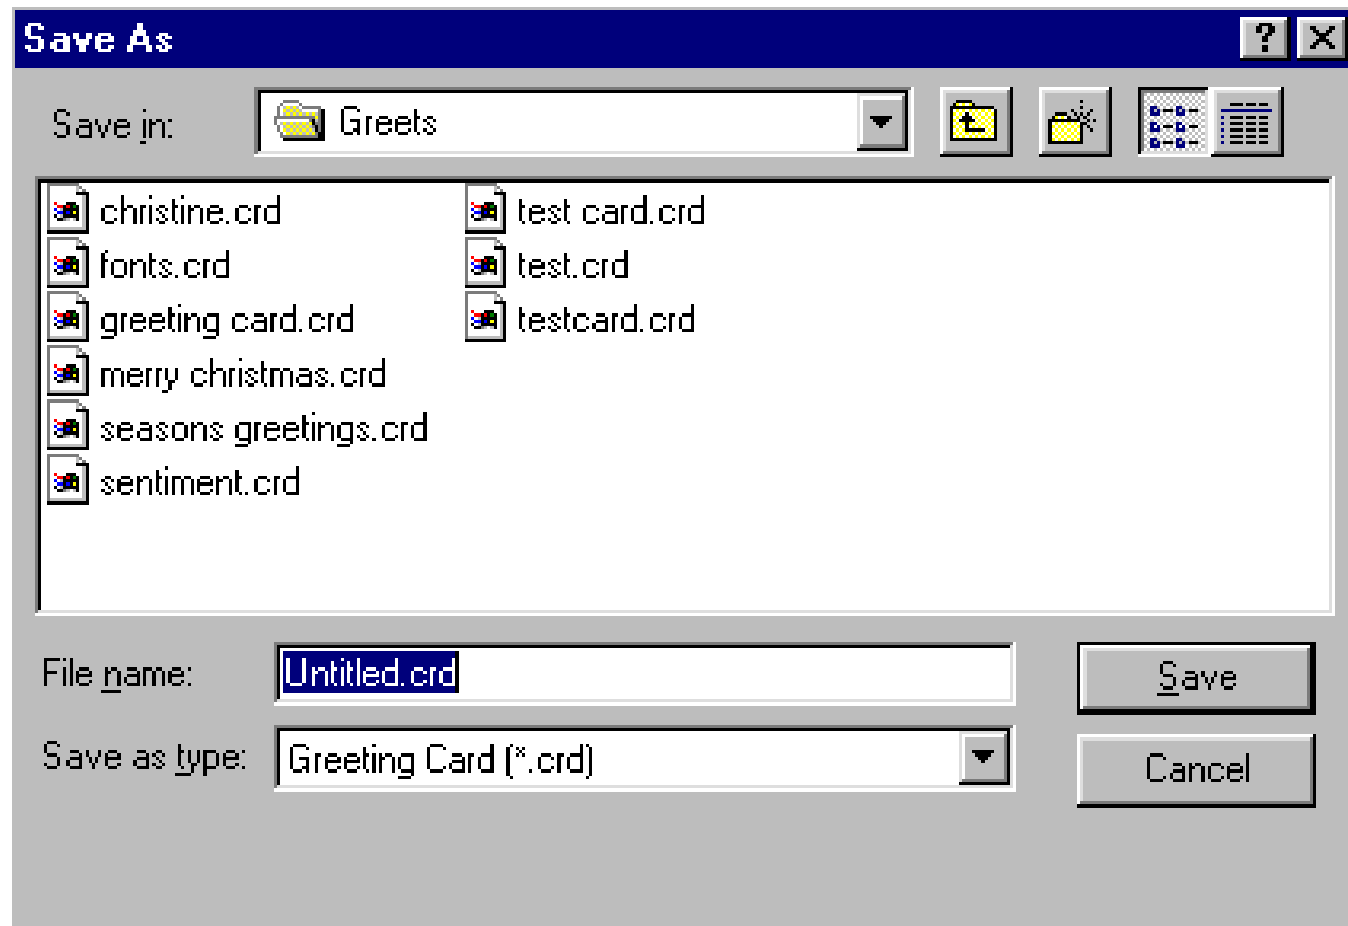 Save As
Save in: Greets
christine.crd
fonts.crd
greeting card.crd
merry christmas.crd
seasons greetings.crd
sentiment.crd
test card.crd
test.crd
testcard.crd
File name: Untitled.crd
Save
Save as type: Greeting Card (*.crd)
Cancel